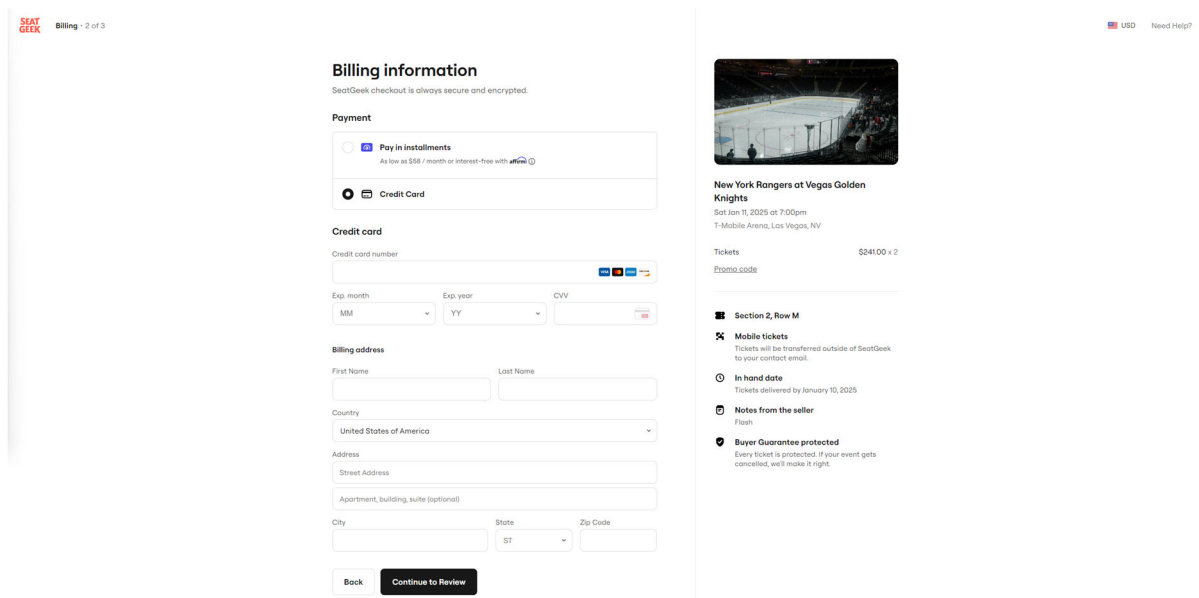 SEAT
GEEK
Billing · 2 of 3
USD
Need Help?
Billing information
SeatGeek checkout is always secure and encrypted.
Payment
Pay in installments
As low as $58 / month or interest-free with affirm
Credit Card
Credit card
Credit card number
VISA
Exp. month
Exp. year
CVV
MM
YY
Billing address
First Name
Last Name
Country
United States of America
Address
Street Address
Apartment, building, suite (optional)
City
State
Zip Code
ST
Back
Continue to Review
New York Rangers at Vegas Golden
Knights
Sat Jan 11, 2025 at 7:00pm
T-Mobile Arena, Las Vegas, NV
Tickets
$241.00 x 2
Promo code
Section 2, Row M
Mobile tickets
Tickets will be transferred outside of SeatGeek
to your contact email.
In hand date
Tickets delivered by January 10, 2025
Notes from the seller
Flash
Buyer Guarantee protected
Every ticket is protected. If your event gets
cancelled, we'll make it right.